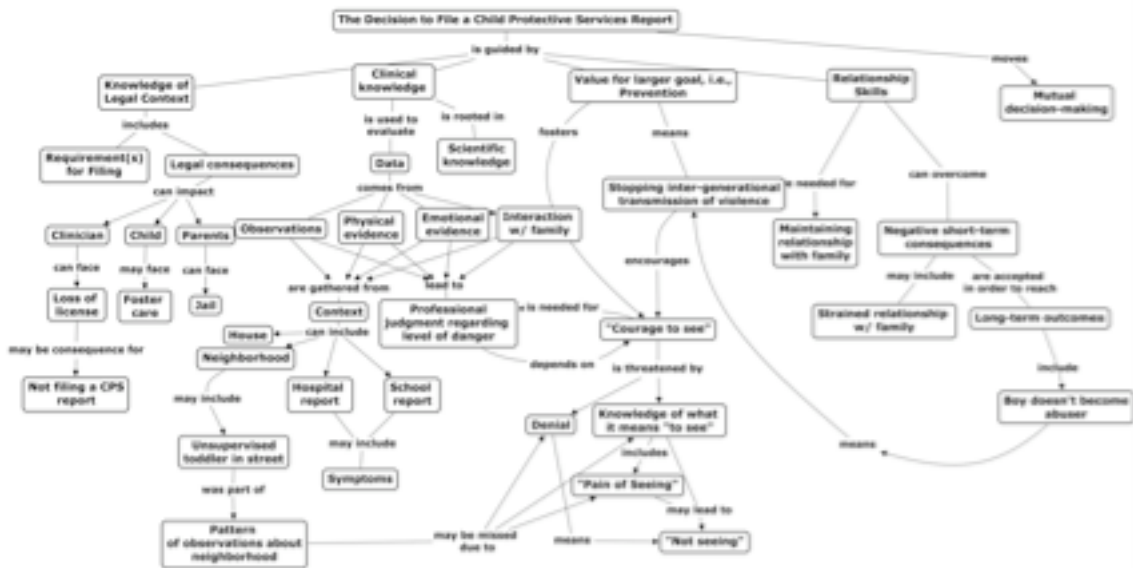 The Decision to File a Child Protective Services Report
is guided by
moves
Knowledge of
Legal Context
Clinical
knowledge
Value for larger goal, i.e.,
Prevention
Relationship
Skills
Mutual
decision-making
includes
is used to
evaluate
is rooted in
fosters
means
Requirement(s)
for Filing
Legal consequences
Data
Scientific
knowledge
can impact
comes from
Stopping inter-generational
transmission of violence
needed for
can overcome
Clinician
Child
Parents
Observations
Physical
evidence
Emotional
evidence
Interaction
w/ family
Maintaining
relationship
with family
Negative short-term
consequences
can face
may face
can face
are gathered from
lead to
encourages
may include
are accepted
in order to reach
Loss of
license
Foster
care
Jail
Context
Professional
judgment regarding
level of danger
is needed for
"Courage to see"
Strained relationship
w/ family
Long-term outcomes
House
can include
Neighborhood
may be consequence for
depends on
is threatened by
include
Not filing a CPS
report
Hospital
report
School
report
may include
Denial
Knowledge of what
it means "to see"
Boy doesn't become
abuser
Unsupervised
toddler in street
may include
includes
means
Symptoms
"Pain of Seeing"
was part of
may lead to
Pattern
of observations about
neighborhood
may be missed
due to
means
"Not seeing"